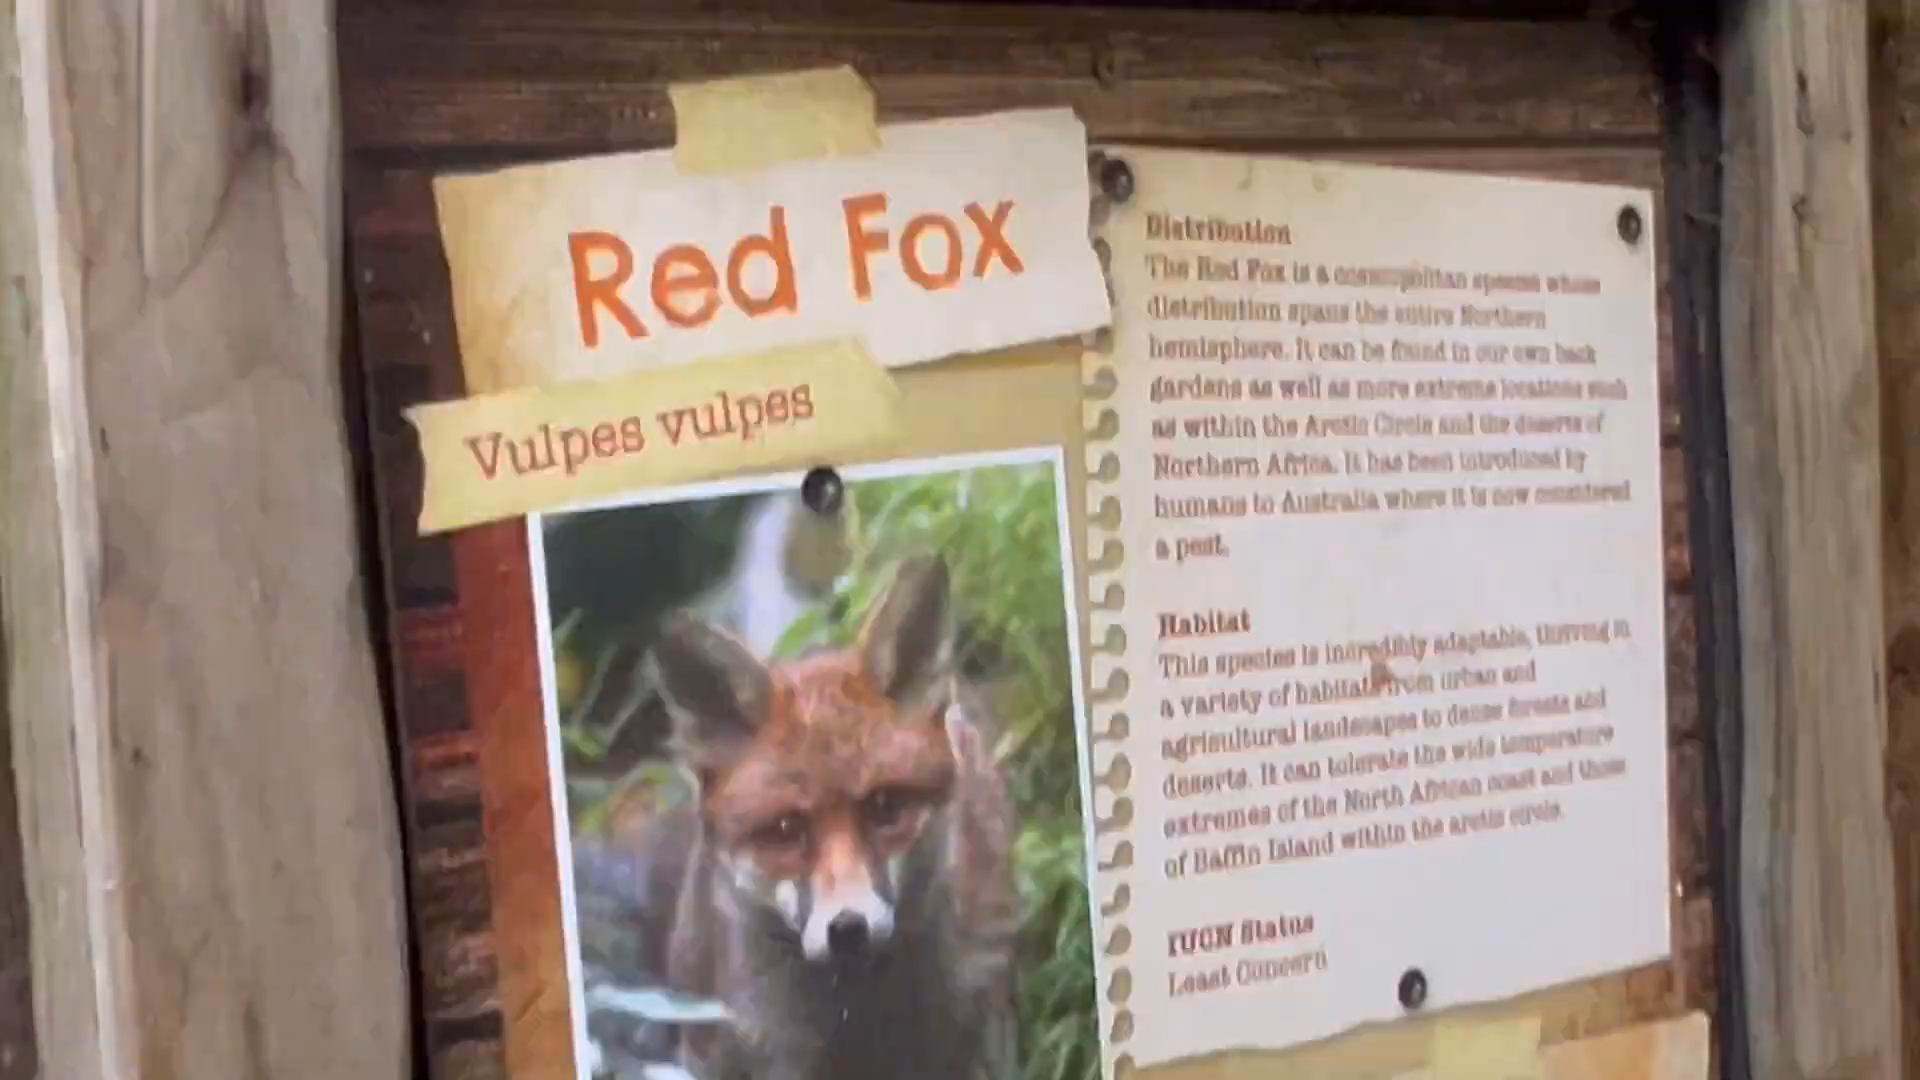 Red Fox
Vulpes vulpes
Distribution
The Red Fox is a cosmopolitan species whose
distribution spans the entire Northern
hemisphere. It can be found in our own back
gardens as well as more extreme locations such
as within the Arctic Circle and the deserts of
Northern Africa. It has been introduced by
humans to Australia where it is now considered
a pest.
Habitat
This species is incredibly adaptable, thriving in
a variety of habitats from urban and
agricultural landscapes to dense forests and
deserts. It can tolerate the wide temperature
extremes of the North African coast and those
of Baffin Island within the arctic circle.
IUCN Status
Least Concern